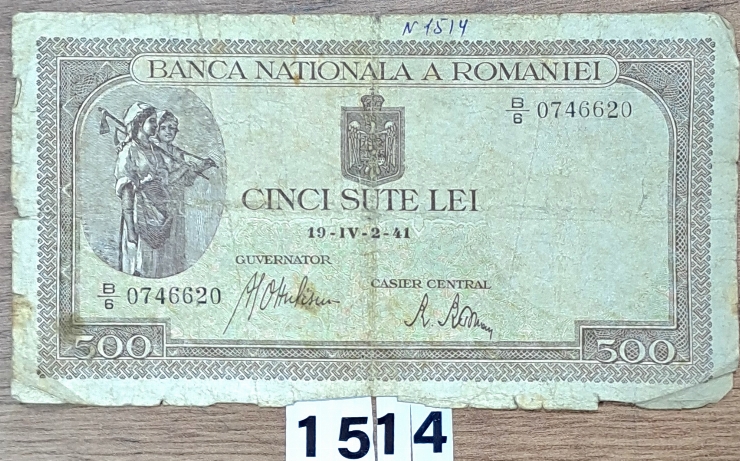 N 1514
BANCA NATIONALA A ROMANIEI
B/6 0746620
CINCI SUTE LEI
19-IV-2-41
GUVERNATOR
CASIER CENTRAL
B/6 0746620
500
500
1514